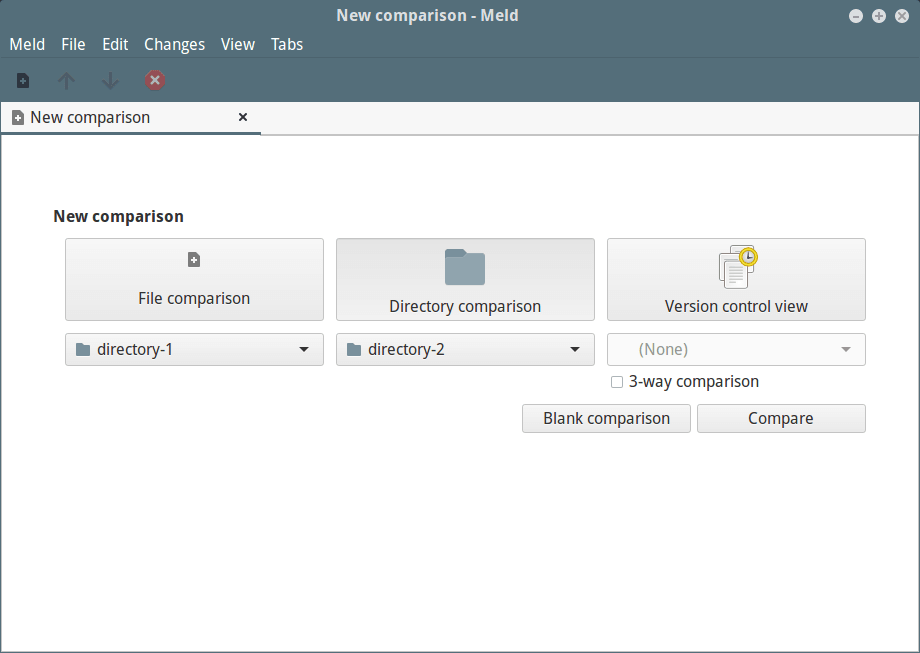 New comparison - Meld
Meld File Edit Changes View Tabs
New comparison
New comparison
File comparison Directory comparison Version control view
directory-1 directory-2 (None)
3-way comparison
Blank comparison Compare